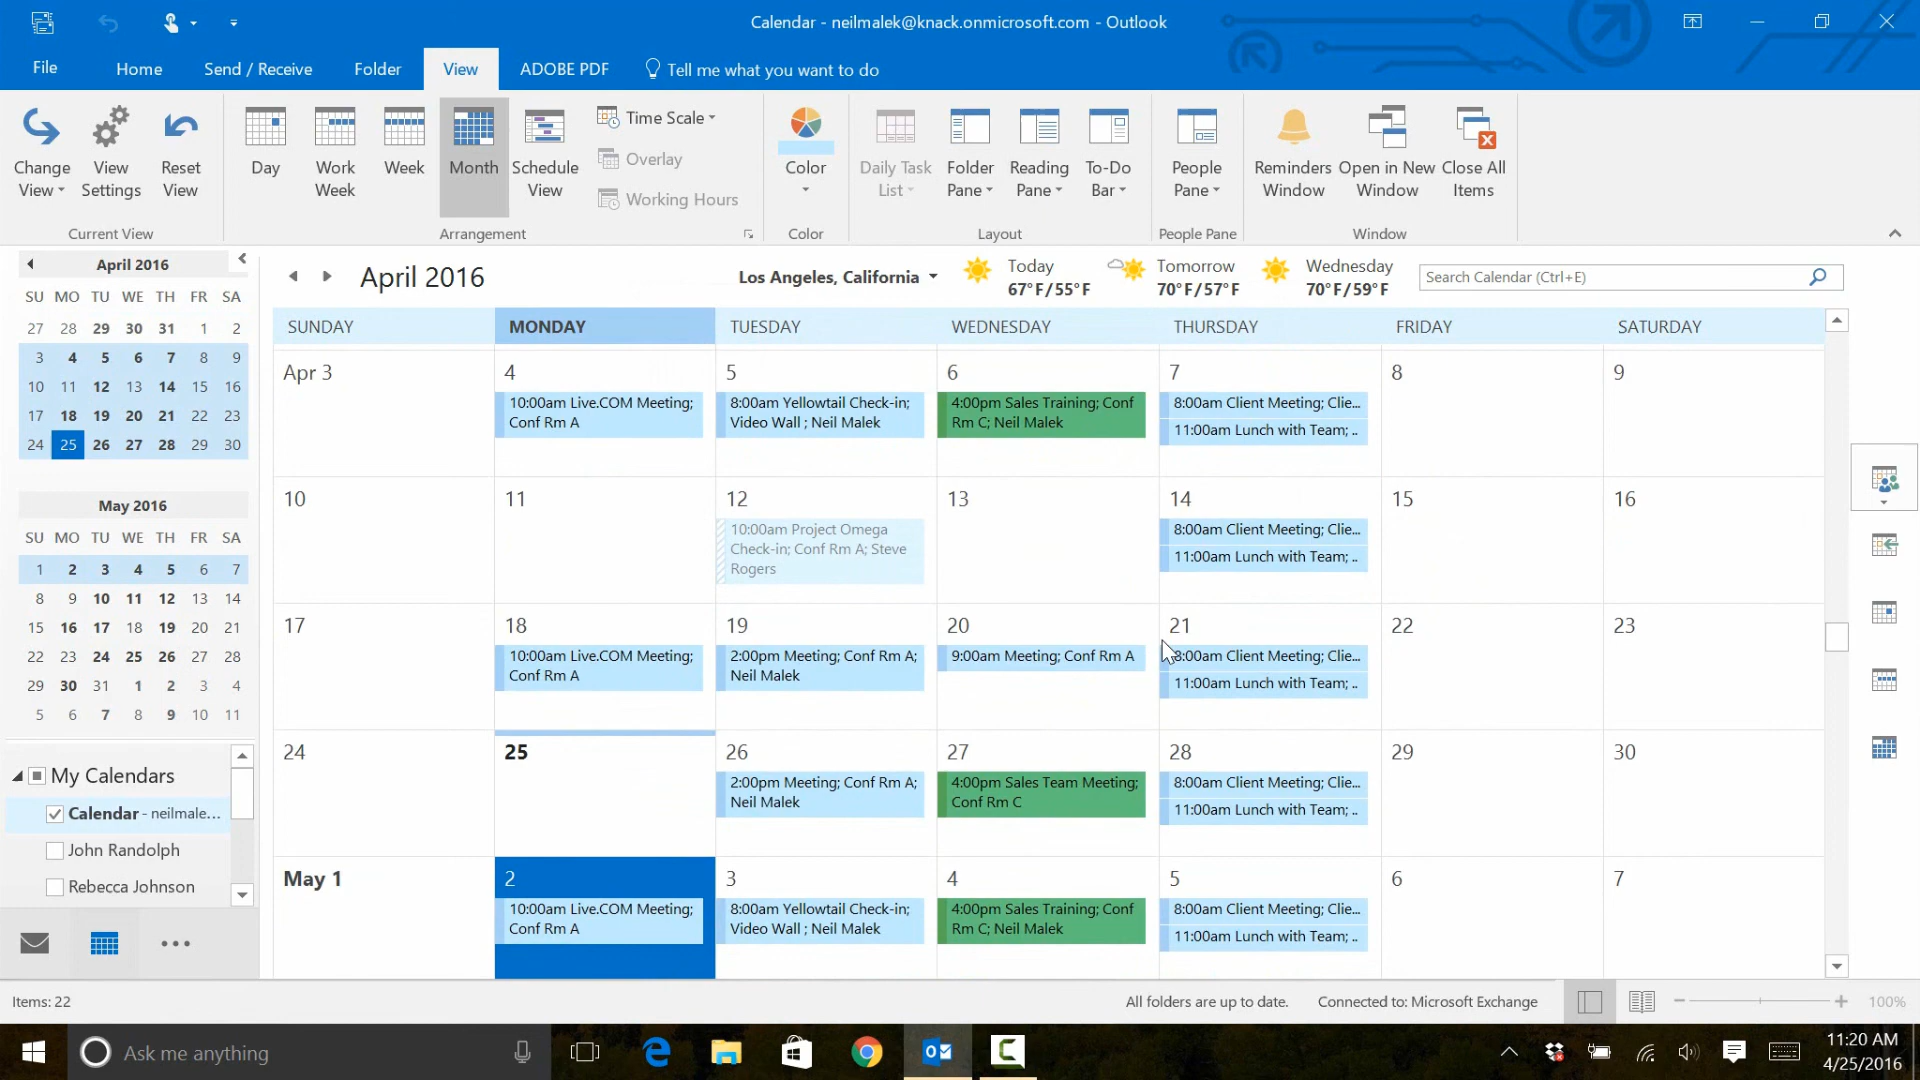 Calendar - neilmalek@knack.onmicrosoft.com - Outlook
File Home Send / Receive Folder View ADOBE PDF Tell me what you want to do
Change View View Settings Reset View
Current View
Day Work Week Week Month Schedule View
Time Scale
Overlay
Working Hours
Arrangement
Color
Color
Daily Task List Folder Pane Reading Pane To-Do Bar
Layout
People Pane
People Pane
Reminders Window Open in New Window Close All Items
Window
April 2016
SU MO TU WE TH FR SA
27 28 29 30 31 1 2
3 4 5 6 7 8 9
10 11 12 13 14 15 16
17 18 19 20 21 22 23
24 25 26 27 28 29 30
May 2016
SU MO TU WE TH FR SA
1 2 3 4 5 6 7
8 9 10 11 12 13 14
15 16 17 18 19 20 21
22 23 24 25 26 27 28
29 30 31 1 2 3 4
5 6 7 8 9 10 11
My Calendars
Calendar - neilmale...
John Randolph
Rebecca Johnson
April 2016
Los Angeles, California
Today
67°F/55°F
Tomorrow
70°F/57°F
Wednesday
70°F/59°F
Search Calendar (Ctrl+E)
SUNDAY MONDAY TUESDAY WEDNESDAY THURSDAY FRIDAY SATURDAY
Apr 3 4 5 6 7 8 9
10:00am Live.COM Meeting;
Conf Rm A
8:00am Yellowtail Check-in;
Video Wall ; Neil Malek
4:00pm Sales Training; Conf
Rm C; Neil Malek
8:00am Client Meeting; Clie...
11:00am Lunch with Team; ..
10 11 12 13 14 15 16
10:00am Project Omega
Check-in; Conf Rm A; Steve
Rogers
8:00am Client Meeting; Clie...
11:00am Lunch with Team; ..
17 18 19 20 21 22 23
10:00am Live.COM Meeting;
Conf Rm A
2:00pm Meeting; Conf Rm A;
Neil Malek
9:00am Meeting; Conf Rm A
8:00am Client Meeting; Clie...
11:00am Lunch with Team; ..
24 25 26 27 28 29 30
2:00pm Meeting; Conf Rm A;
Neil Malek
4:00pm Sales Team Meeting;
Conf Rm C
8:00am Client Meeting; Clie...
11:00am Lunch with Team; ..
May 1 2 3 4 5 6 7
10:00am Live.COM Meeting;
Conf Rm A
8:00am Yellowtail Check-in;
Video Wall ; Neil Malek
4:00pm Sales Training; Conf
Rm C; Neil Malek
8:00am Client Meeting; Clie...
11:00am Lunch with Team; ..
Items: 22
All folders are up to date. Connected to: Microsoft Exchange 100%
Ask me anything
11:20 AM
4/25/2016